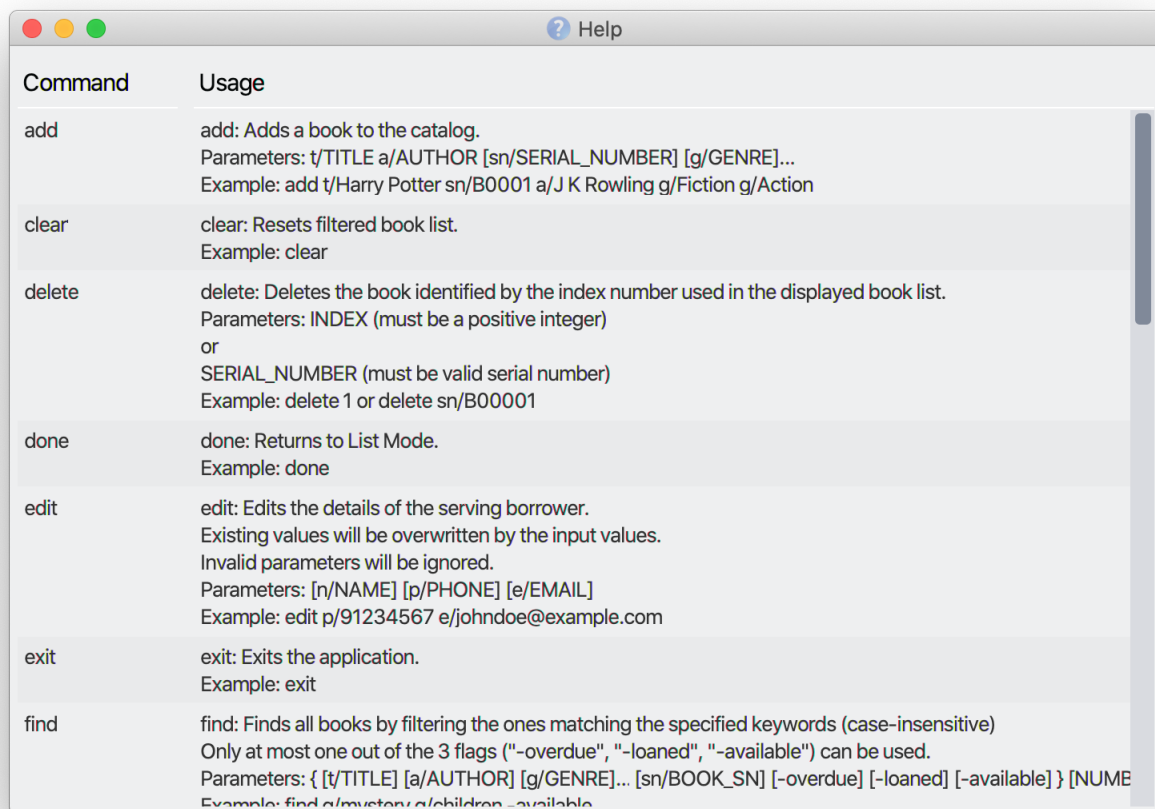 Help
Command Usage
add add: Adds a book to the catalog.
Parameters: t/TITLE a/AUTHOR [sn/SERIAL_NUMBER] [g/GENRE]...
Example: add t/Harry Potter sn/B0001 a/J K Rowling g/Fiction g/Action
clear clear: Resets filtered book list.
Example: clear
delete delete: Deletes the book identified by the index number used in the displayed book list.
Parameters: INDEX (must be a positive integer)
or
SERIAL_NUMBER (must be valid serial number)
Example: delete 1 or delete sn/B00001
done done: Returns to List Mode.
Example: done
edit edit: Edits the details of the serving borrower.
Existing values will be overwritten by the input values.
Invalid parameters will be ignored.
Parameters: [n/NAME] [p/PHONE] [e/EMAIL]
Example: edit p/91234567 e/johndoe@example.com
exit exit: Exits the application.
Example: exit
find find: Finds all books by filtering the ones matching the specified keywords (case-insensitive)
Only at most one out of the 3 flags ("-overdue", "-loaned", "-available") can be used.
Parameters: { [t/TITLE] [a/AUTHOR] [g/GENRE]... [sn/BOOK_SN] [-overdue] [-loaned] [-available] } [NUMB
Example: find g/mystery g/children -available